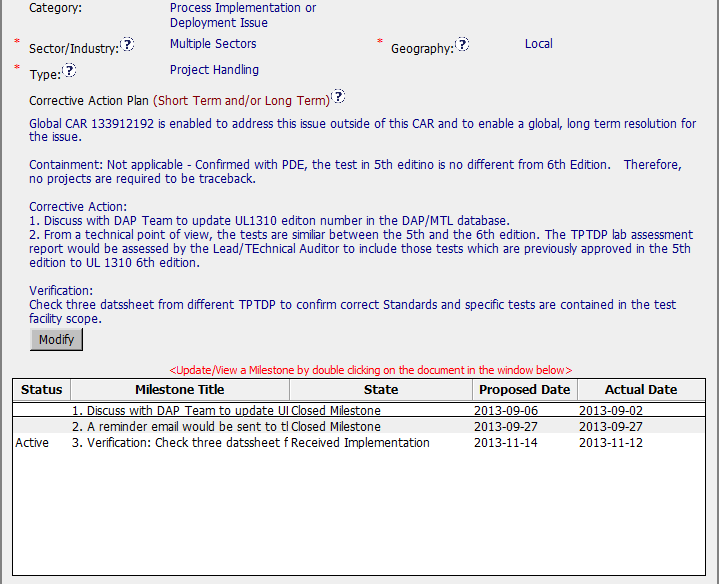 Category: Process Implementation or
Deployment Issue
* Sector/Industry: ? Multiple Sectors * Geography: ? Local
* Type: ? Project Handling
Corrective Action Plan (Short Term and/or Long Term) ?
Global CAR 133912192 is enabled to address this issue outside of this CAR and to enable a global, long term resolution for
the issue.
Containment: Not applicable - Confirmed with PDE, the test in 5th editino is no different from 6th Edition. Therefore,
no projects are required to be traceback.
Corrective Action:
1. Discuss with DAP Team to update UL1310 editon number in the DAP/MTL database.
2. From a technical point of view, the tests are similiar between the 5th and the 6th edition. The TPTDP lab assessment
report would be assessed by the Lead/TEchnical Auditor to include those tests which are previously approved in the 5th
edition to UL 1310 6th edition.
Verification:
Check three datssheet from different TPTDP to confirm correct Standards and specific tests are contained in the test
facility scope.
Modify
<Update/View a Milestone by double clicking on the document in the window below>
Status Milestone Title State Proposed Date Actual Date
1. Discuss with DAP Team to update Ul Closed Milestone 2013-09-06 2013-09-02
2. A reminder email would be sent to tl Closed Milestone 2013-09-27 2013-09-27
Active 3. Verification: Check three datssheet f Received Implementation 2013-11-14 2013-11-12